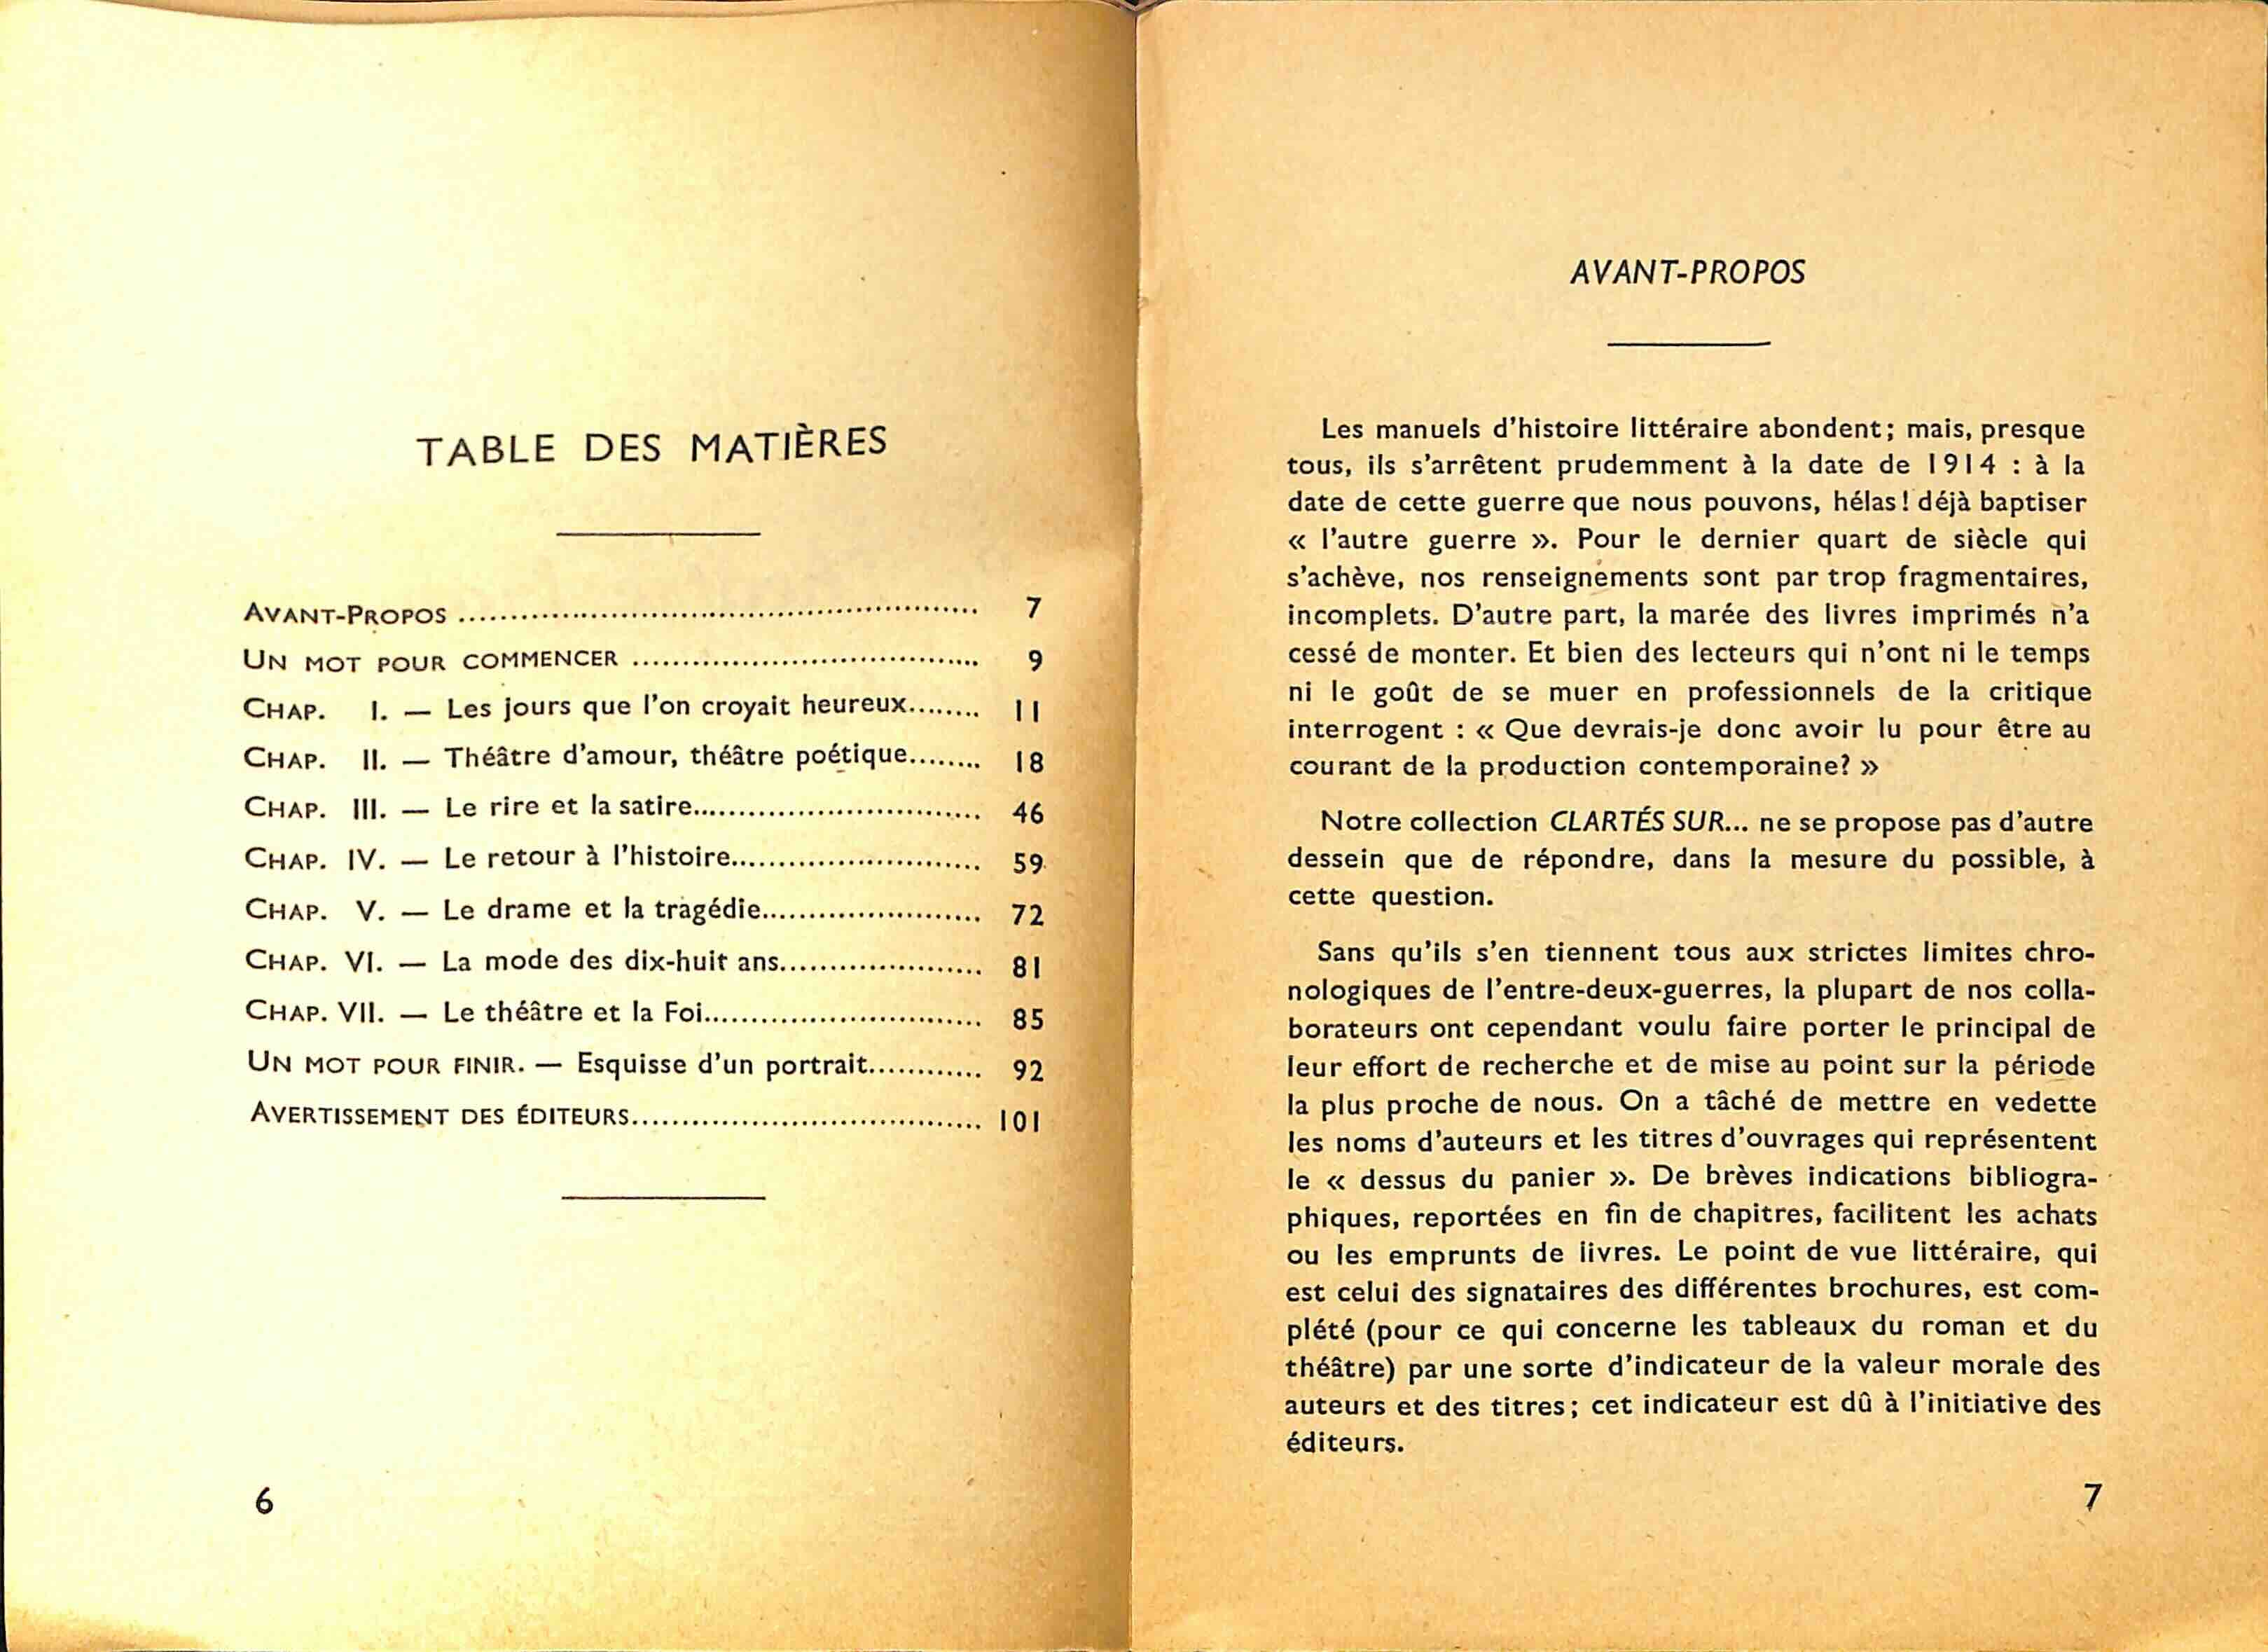 TABLE DES MATIÈRES
AVANT-PROPOS .................................................. 7
UN MOT POUR COMMENCER .................................. 9
CHAP. I. — Les jours que l'on croyait heureux........ 11
CHAP. II. — Théâtre d'amour, théâtre poétique........ 18
CHAP. III. — Le rire et la satire............................ 46
CHAP. IV. — Le retour à l'histoire........................ 59
CHAP. V. — Le drame et la tragédie...................... 72
CHAP. VI. — La mode des dix-huit ans.................... 81
CHAP. VII. — Le théâtre et la Foi........................... 85
UN MOT POUR FINIR. — Esquisse d'un portrait............ 92
AVERTISSEMENT DES ÉDITEURS.................................. 101
6
AVANT-PROPOS
Les manuels d'histoire littéraire abondent; mais, presque
tous, ils s'arrêtent prudemment à la date de 1914 : à la
date de cette guerre que nous pouvons, hélas! déjà baptiser
« l'autre guerre ». Pour le dernier quart de siècle qui
s'achève, nos renseignements sont par trop fragmentaires,
incomplets. D'autre part, la marée des livres imprimés n'a
cessé de monter. Et bien des lecteurs qui n'ont ni le temps
ni le goût de se muer en professionnels de la critique
interrogent : « Que devrais-je donc avoir lu pour être au
courant de la production contemporaine? »
Notre collection CLARTÉS SUR... ne se propose pas d'autre
dessein que de répondre, dans la mesure du possible, à
cette question.
Sans qu'ils s'en tiennent tous aux strictes limites chro-
nologiques de l'entre-deux-guerres, la plupart de nos colla-
borateurs ont cependant voulu faire porter le principal de
leur effort de recherche et de mise au point sur la période
la plus proche de nous. On a tâché de mettre en vedette
les noms d'auteurs et les titres d'ouvrages qui représentent
le « dessus du panier ». De brèves indications bibliogra-
phiques, reportées en fin de chapitres, facilitent les achats
ou les emprunts de livres. Le point de vue littéraire, qui
est celui des signataires des différentes brochures, est com-
plété (pour ce qui concerne les tableaux du roman et du
théâtre) par une sorte d'indicateur de la valeur morale des
auteurs et des titres; cet indicateur est dû à l'initiative des
éditeurs.
7